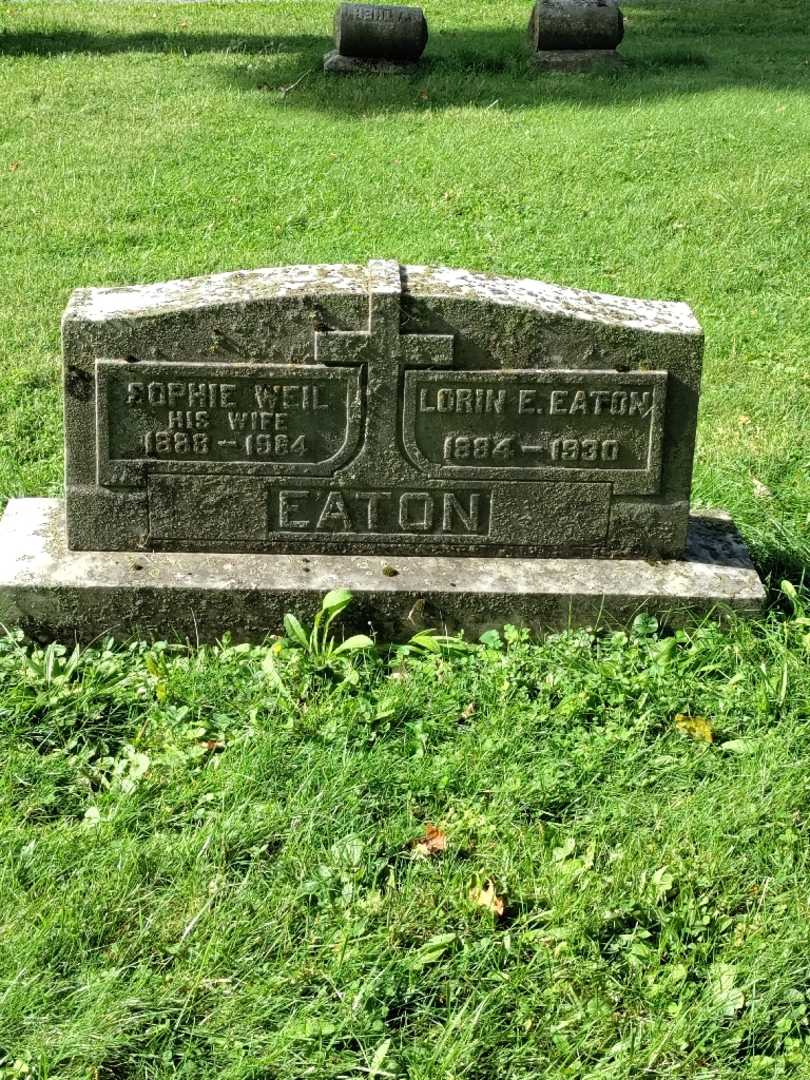 SOPHIE WEIL
HIS WIFE
1888-1964
LORIN E. EATON
1884-1930
EATON